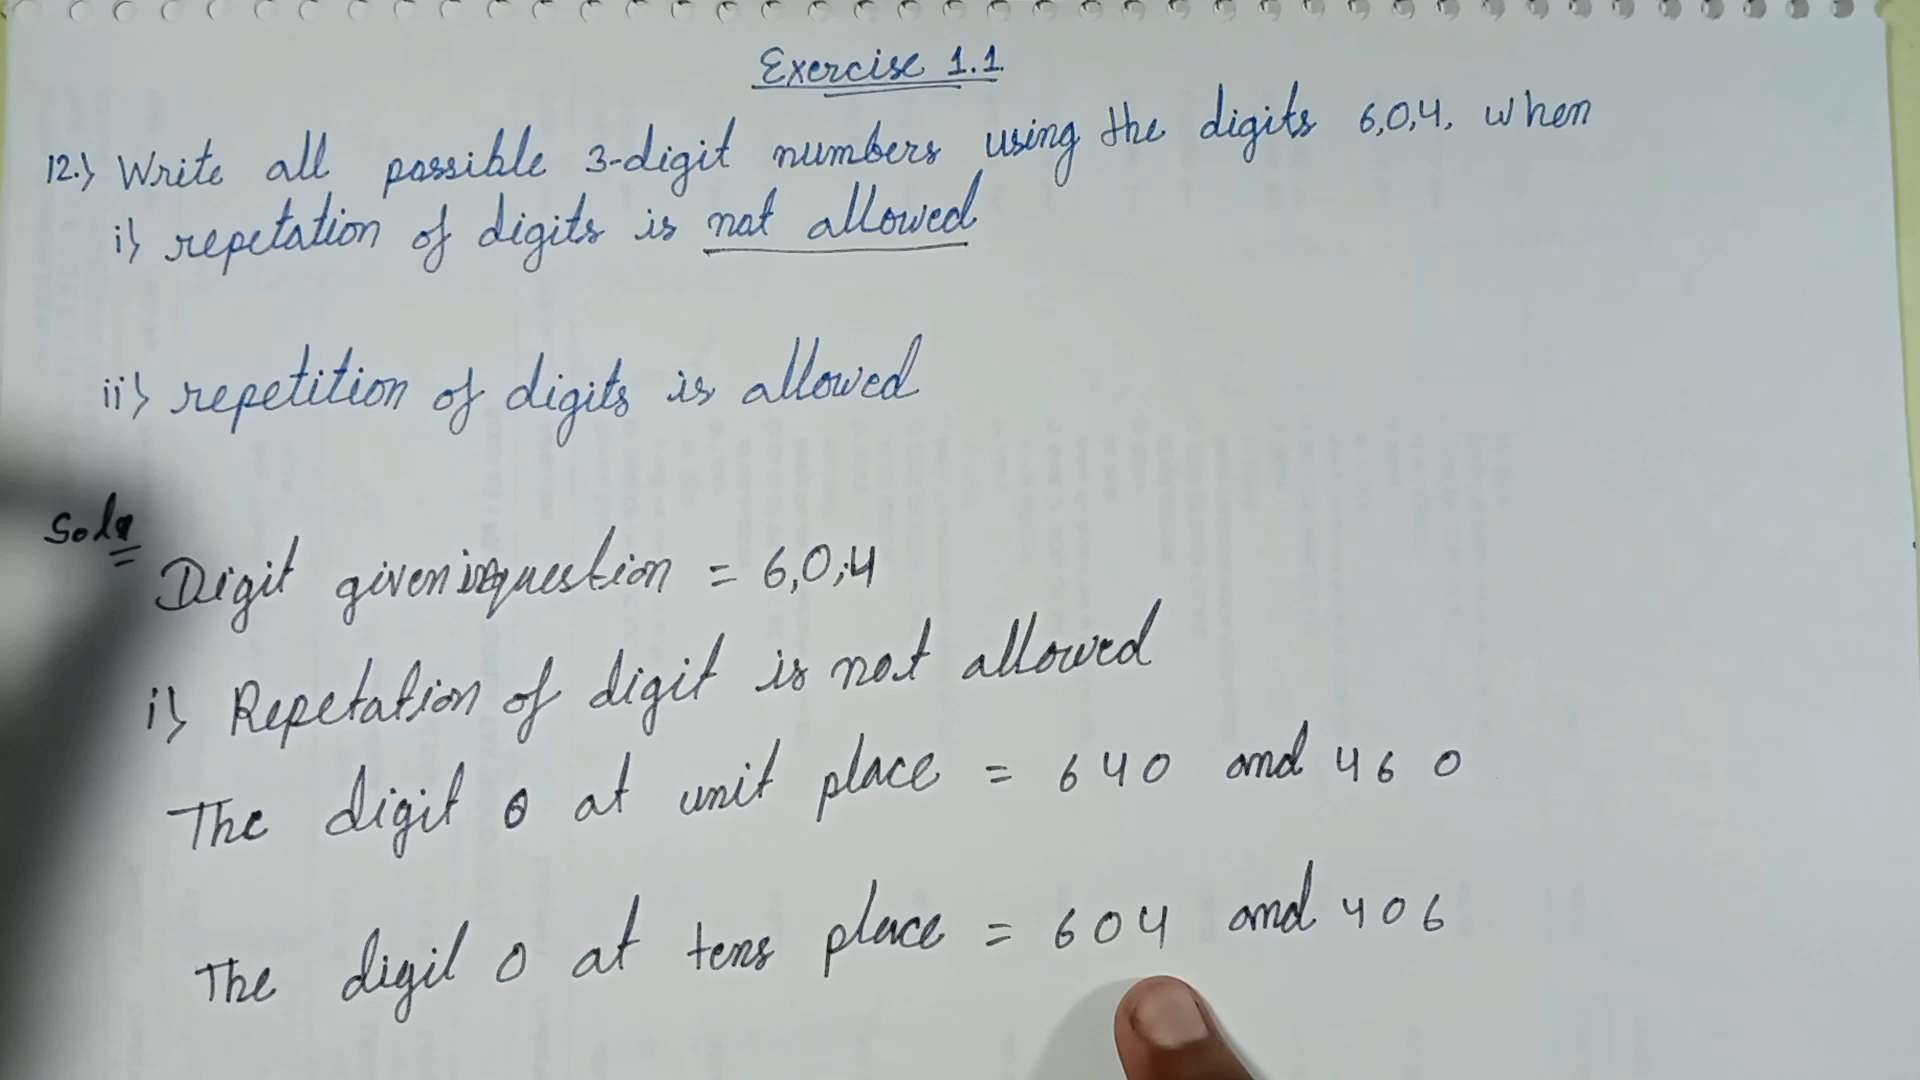 Exercise 1.1
12.) Write all possible 3-digit numbers using the digits 6,0,4, when
i) repetation of digits is not allowed
ii) repetition of digits is allowed
Soln
Digit given in question = 6,0,4
i) Repetation of digit is not allowed
The digit 0 at unit place = 640 and 460
The digit 0 at tens place = 604 and 406